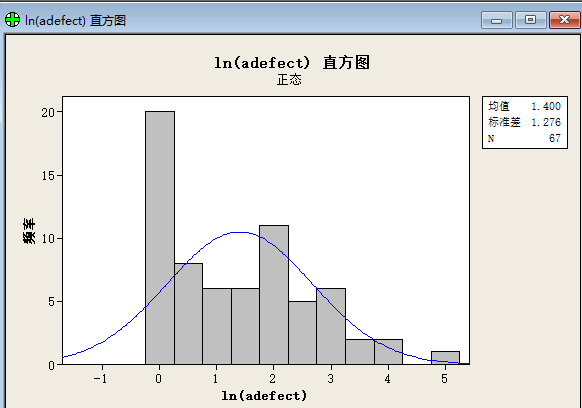 ln(adefect) 直方图
ln(adefect) 直方图
正态
均值 1.400
标准差 1.276
N 67
频率
20
15
10
5
0
-1 0 1 2 3 4 5
ln(adefect)